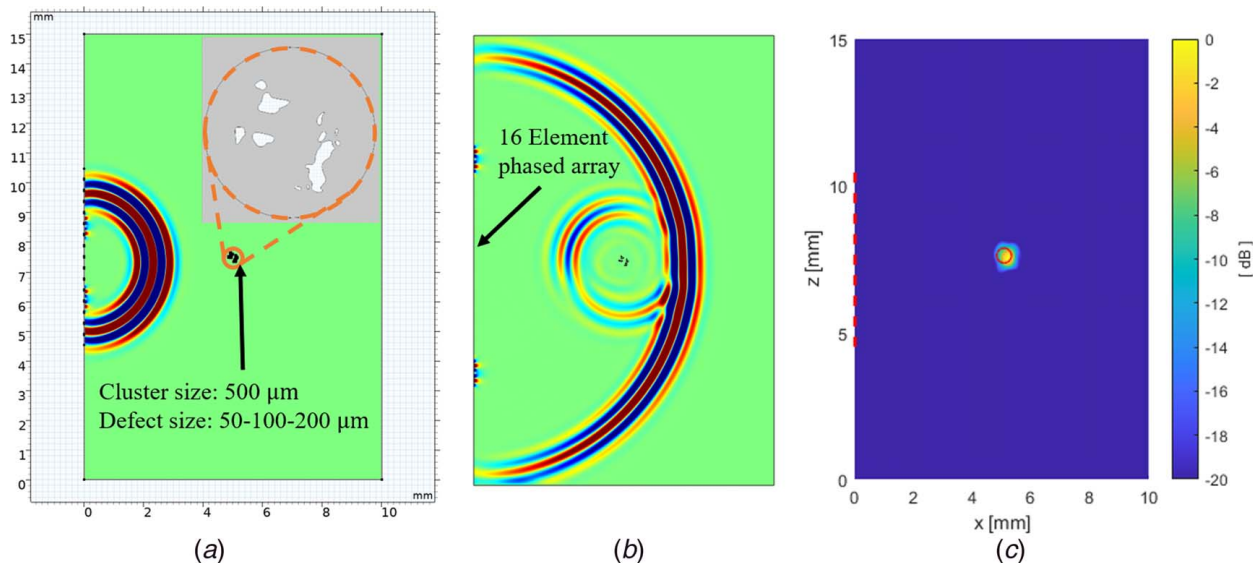 mm
15
14
13
12
11
10
9
8
7
6
5
4
3
2
1
0
0 2 4 6 8 10
mm
Cluster size: 500 μm
Defect size: 50-100-200 μm
(a)
16 Element
phased array
(b)
15
10
5
0
z [mm]
0 2 4 6 8 10
x [mm]
0
-2
-4
-6
-8
-10
-12
-14
-16
-18
-20
[ dB]
(c)